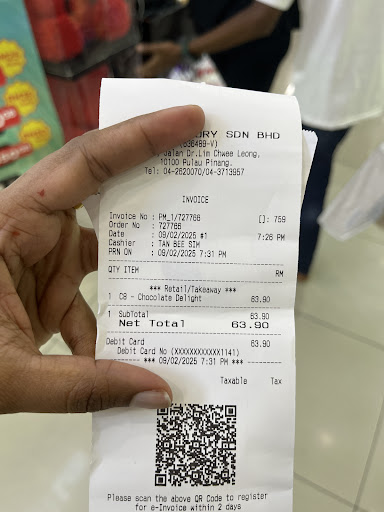 SDN BHD
Jalan Dr.Lim Chwee Leong,
10100 Pulau Pinang.
Tel: 04-2620070/04-3713957
INVOICE
Invoice No : PM_1/727766 []: 759
Order No : 727766
Date : 09/02/2025 #1 7:26 PM
Cashier : TAN BEE SIM
PRN ON : 09/02/2025 7:31 PM
QTY ITEM RM
*** Retail/Takeaway ***
1 C8 - Chocolate Delight 63.90
1 SubTotal 63.90
Net Total 63.90
Debit Card 63.90
Debit Card No (XXXXXXXXXXXX1141)
*** 09/02/2025 7:31 PM ***
Taxable Tax
Please scan the above QR Code to register
for e-Invoice within 2 days